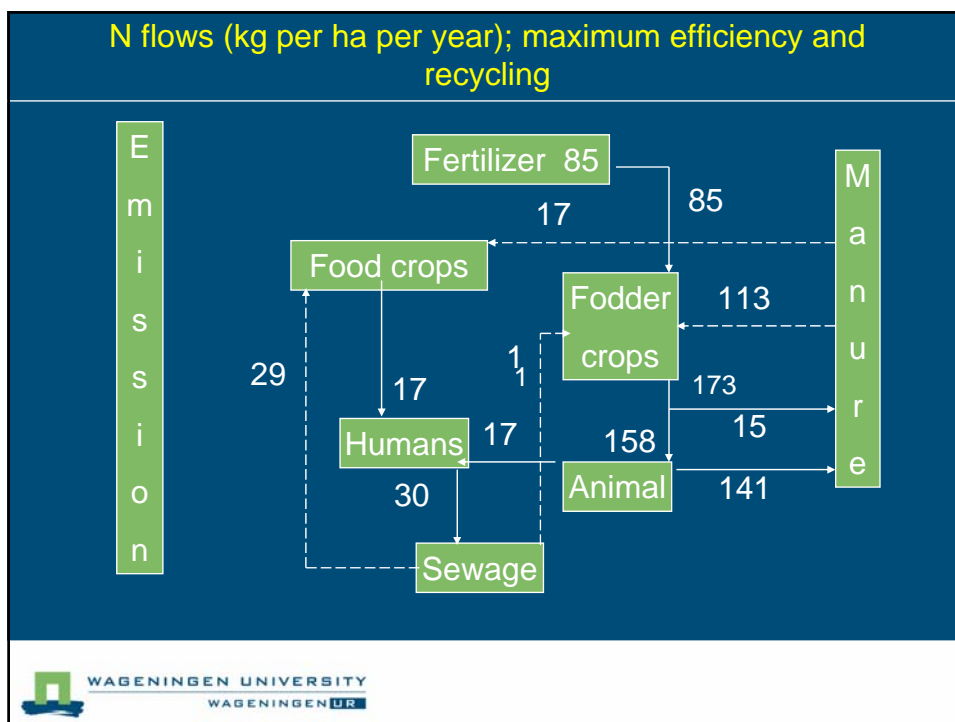 N flows (kg per ha per year); maximum efficiency and
recycling
E
m
i
s
s
i
o
n
Fertilizer 85
85
17
Food crops
Fodder
crops
113
M
a
n
u
r
e
29
17
1
1
173
15
Humans
17
158
Animal
141
30
Sewage
WAGENINGEN UNIVERSITY
WAGENINGEN UR